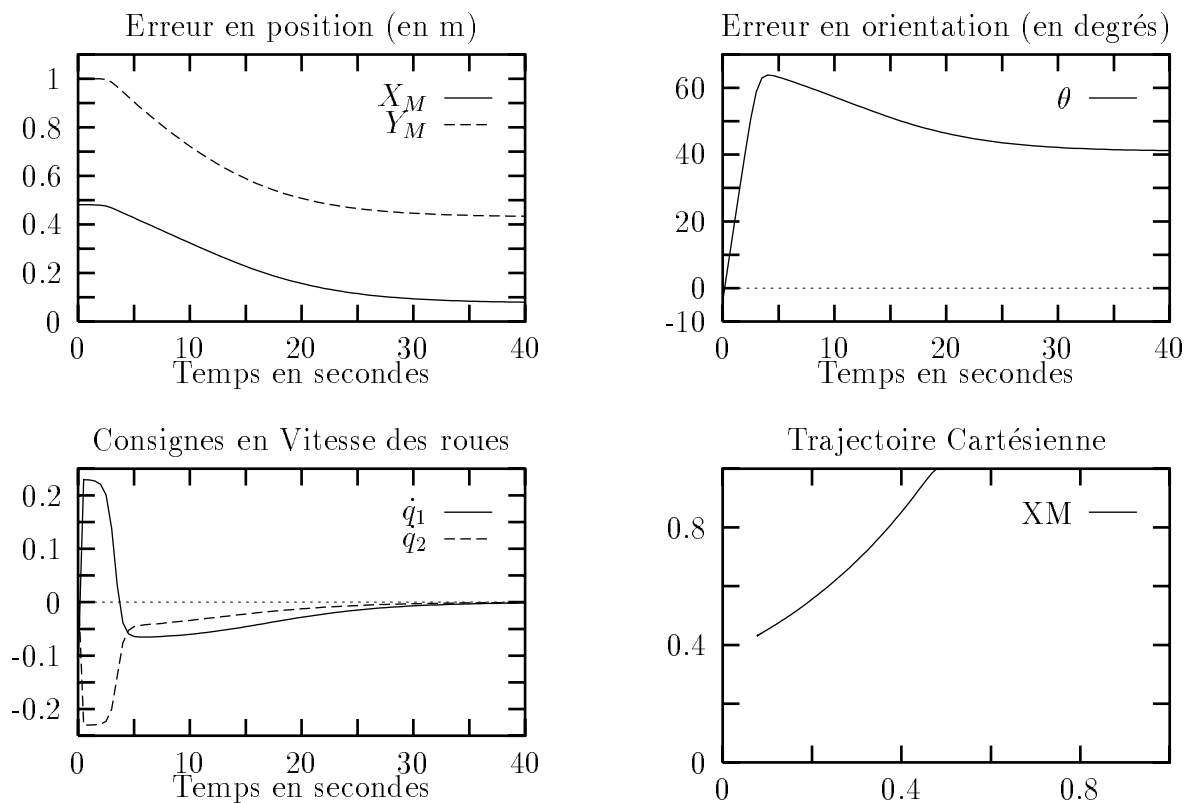 Erreur en position (en m)
1
0.8
0.6
0.4
0.2
0
X_M
Y_M
0 10 20 30 40
Temps en secondes
Erreur en orientation (en degrés)
60
40
20
0
-10
θ
0 10 20 30 40
Temps en secondes
Consignes en Vitesse des roues
0.2
0.1
0
-0.1
-0.2
q̇1
q̇2
0 10 20 30 40
Temps en secondes
Trajectoire Cartésienne
0.8
0.4
0
XM
0 0.4 0.8